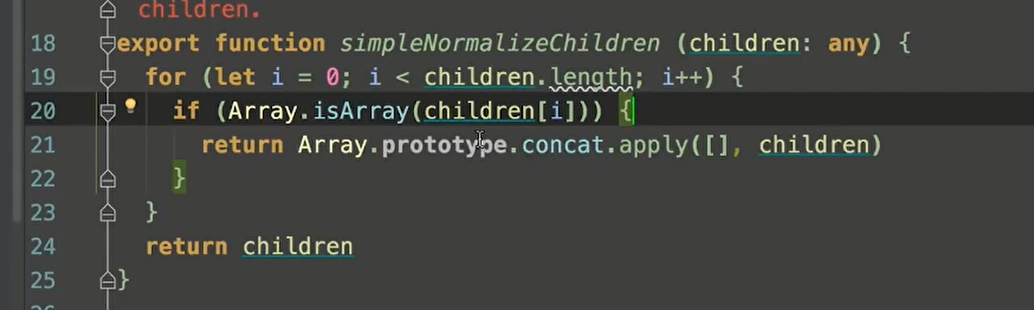 children.
18 export function simpleNormalizeChildren (children: any) {
19 for (let i = 0; i < children.length; i++) {
20 if (Array.isArray(children[i])) {
21 return Array.prototype.concat.apply([], children)
22 }
23 }
24 return children
25 }